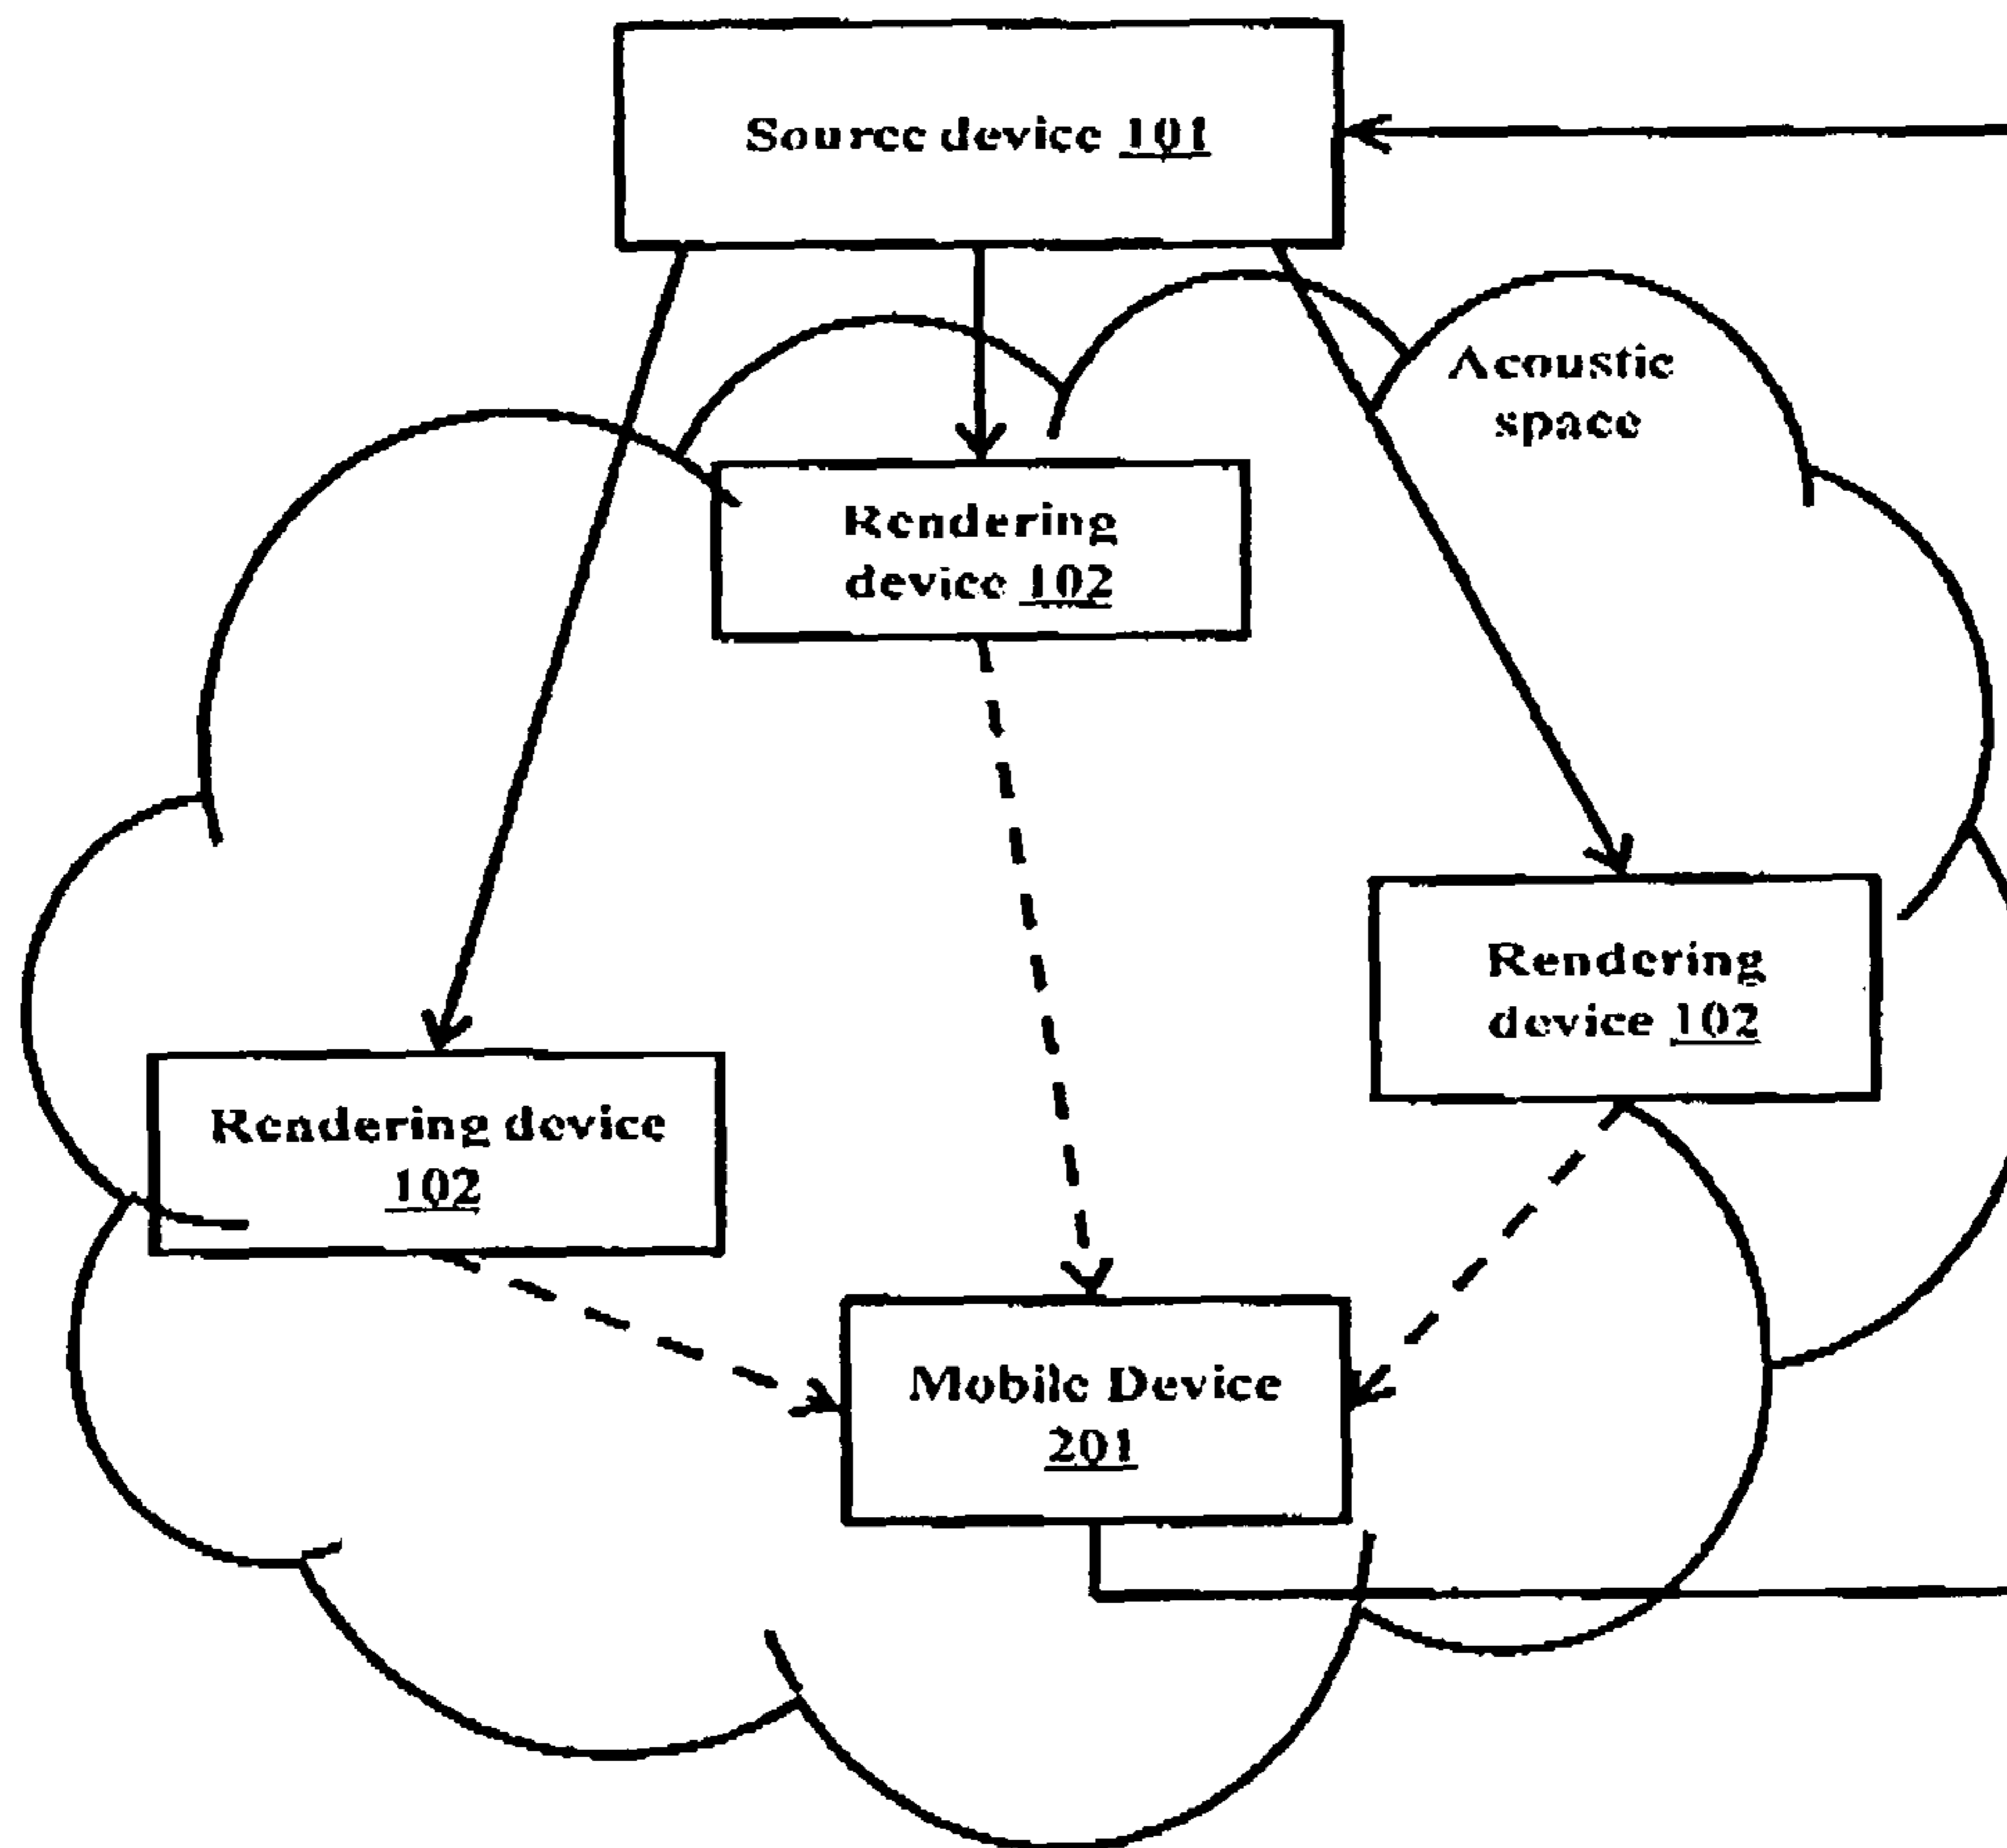 Source device 101
Acoustic
space
Rendering
device 102
Rendering
device 102
Rendering device
102
Mobile Device
201